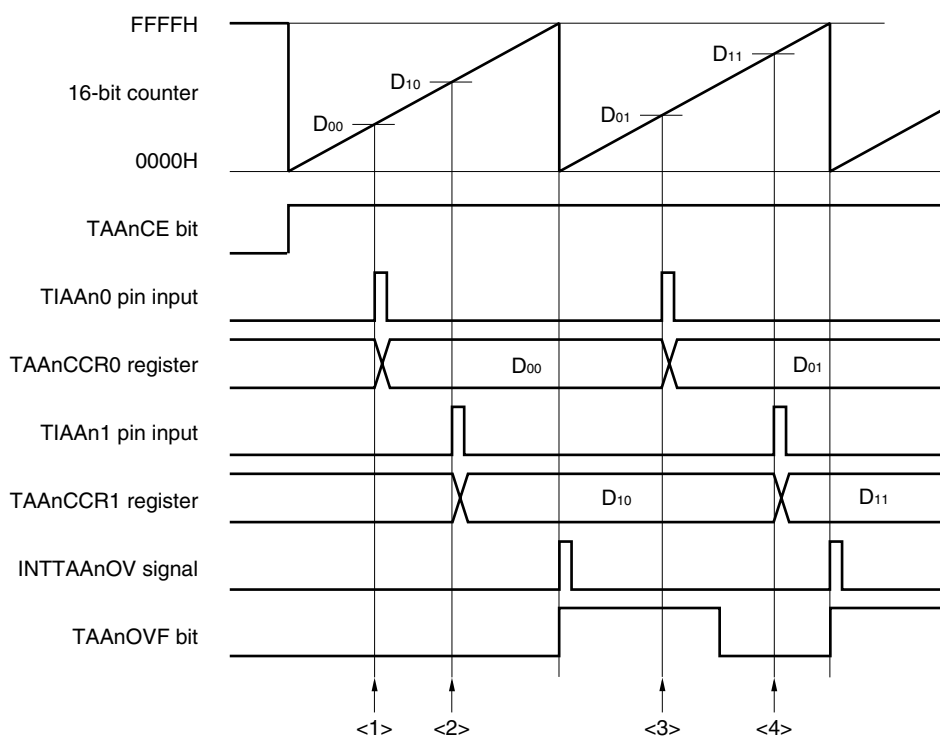 FFFFH
D11
D10
16-bit counter
D01
D00
0000H
TAAnCE bit
TIAAn0 pin input
TAAnCCR0 register
D00
D01
TIAAn1 pin input
TAAnCCR1 register
D10
D11
INTTAAnOV signal
TAAnOVF bit
<1>
<2>
<3>
<4>